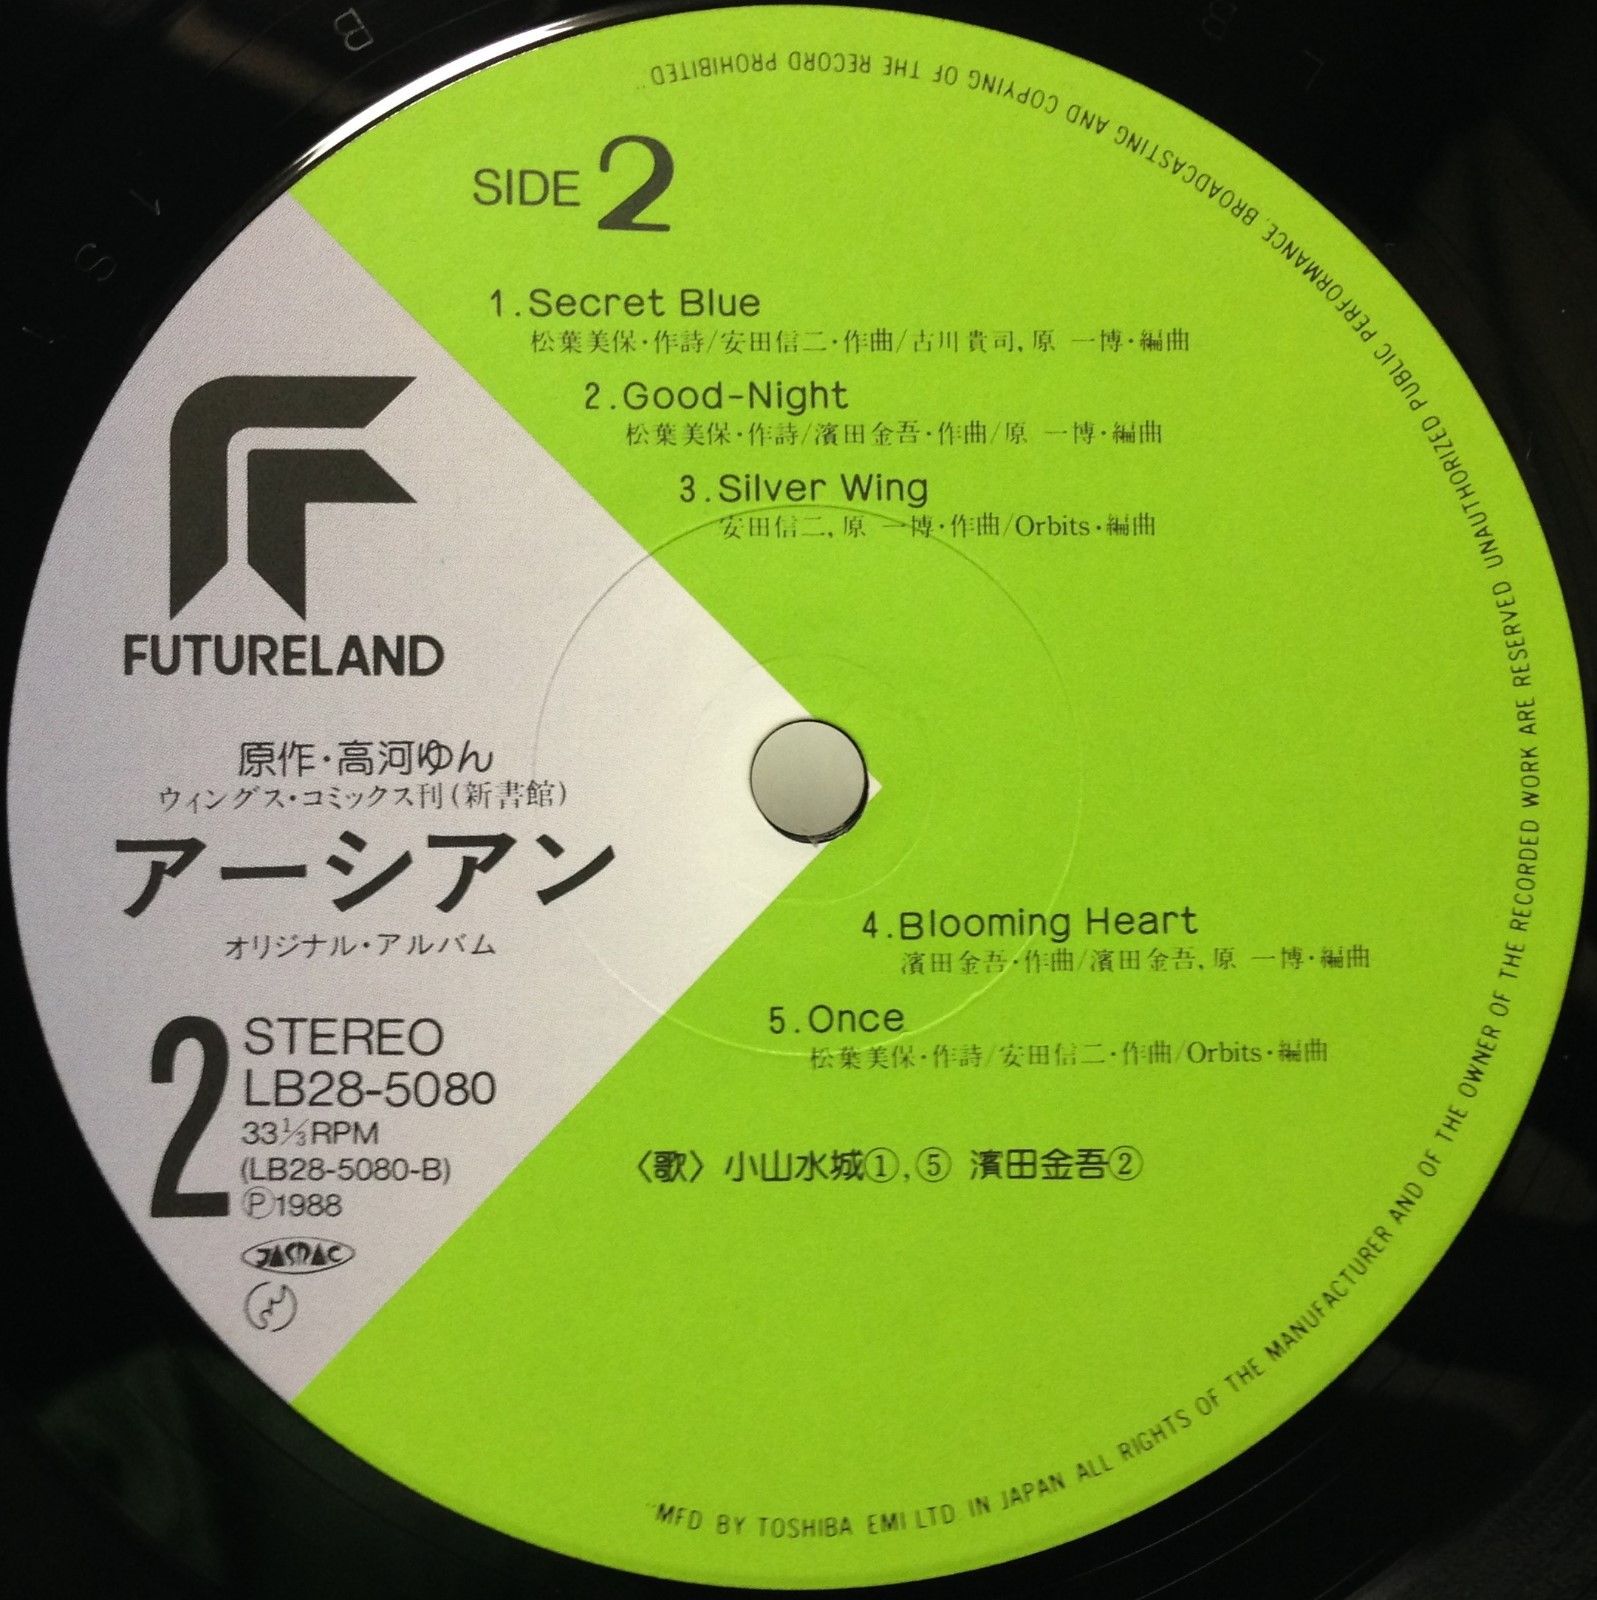 SIDE 2
1.Secret Blue
松葉美保・作詩/安田信二・作曲/古川貴司,原 一博・編曲
2.Good-Night
松葉美保・作詩/濱田金吾・作曲/原 一博・編曲
3.Silver Wing
安田信二,原 一博・作曲/Orbits・編曲
4.Blooming Heart
濱田金吾・作曲/濱田金吾,原 一博・編曲
5.Once
松葉美保・作詩/安田信二・作曲/Orbits・編曲
〈歌〉小山水城①,⑤ 濱田金吾②
FUTURELAND
原作・高河ゆん
ウィングス・コミックス刊(新書館)
アーシアン
オリジナル・アルバム
2
STEREO
LB28-5080
33⅓RPM
(LB28-5080-B)
Ⓟ1988
JASRAC
"MFD BY TOSHIBA EMI LTD IN JAPAN ALL RIGHTS OF THE MANUFACTURER AND OF THE OWNER OF THE RECORDED WORK ARE RESERVED UNAUTHORIZED PUBLIC PERFORMANCE, BROADCASTING AND COPYING OF THE RECORD PROHIBITED"